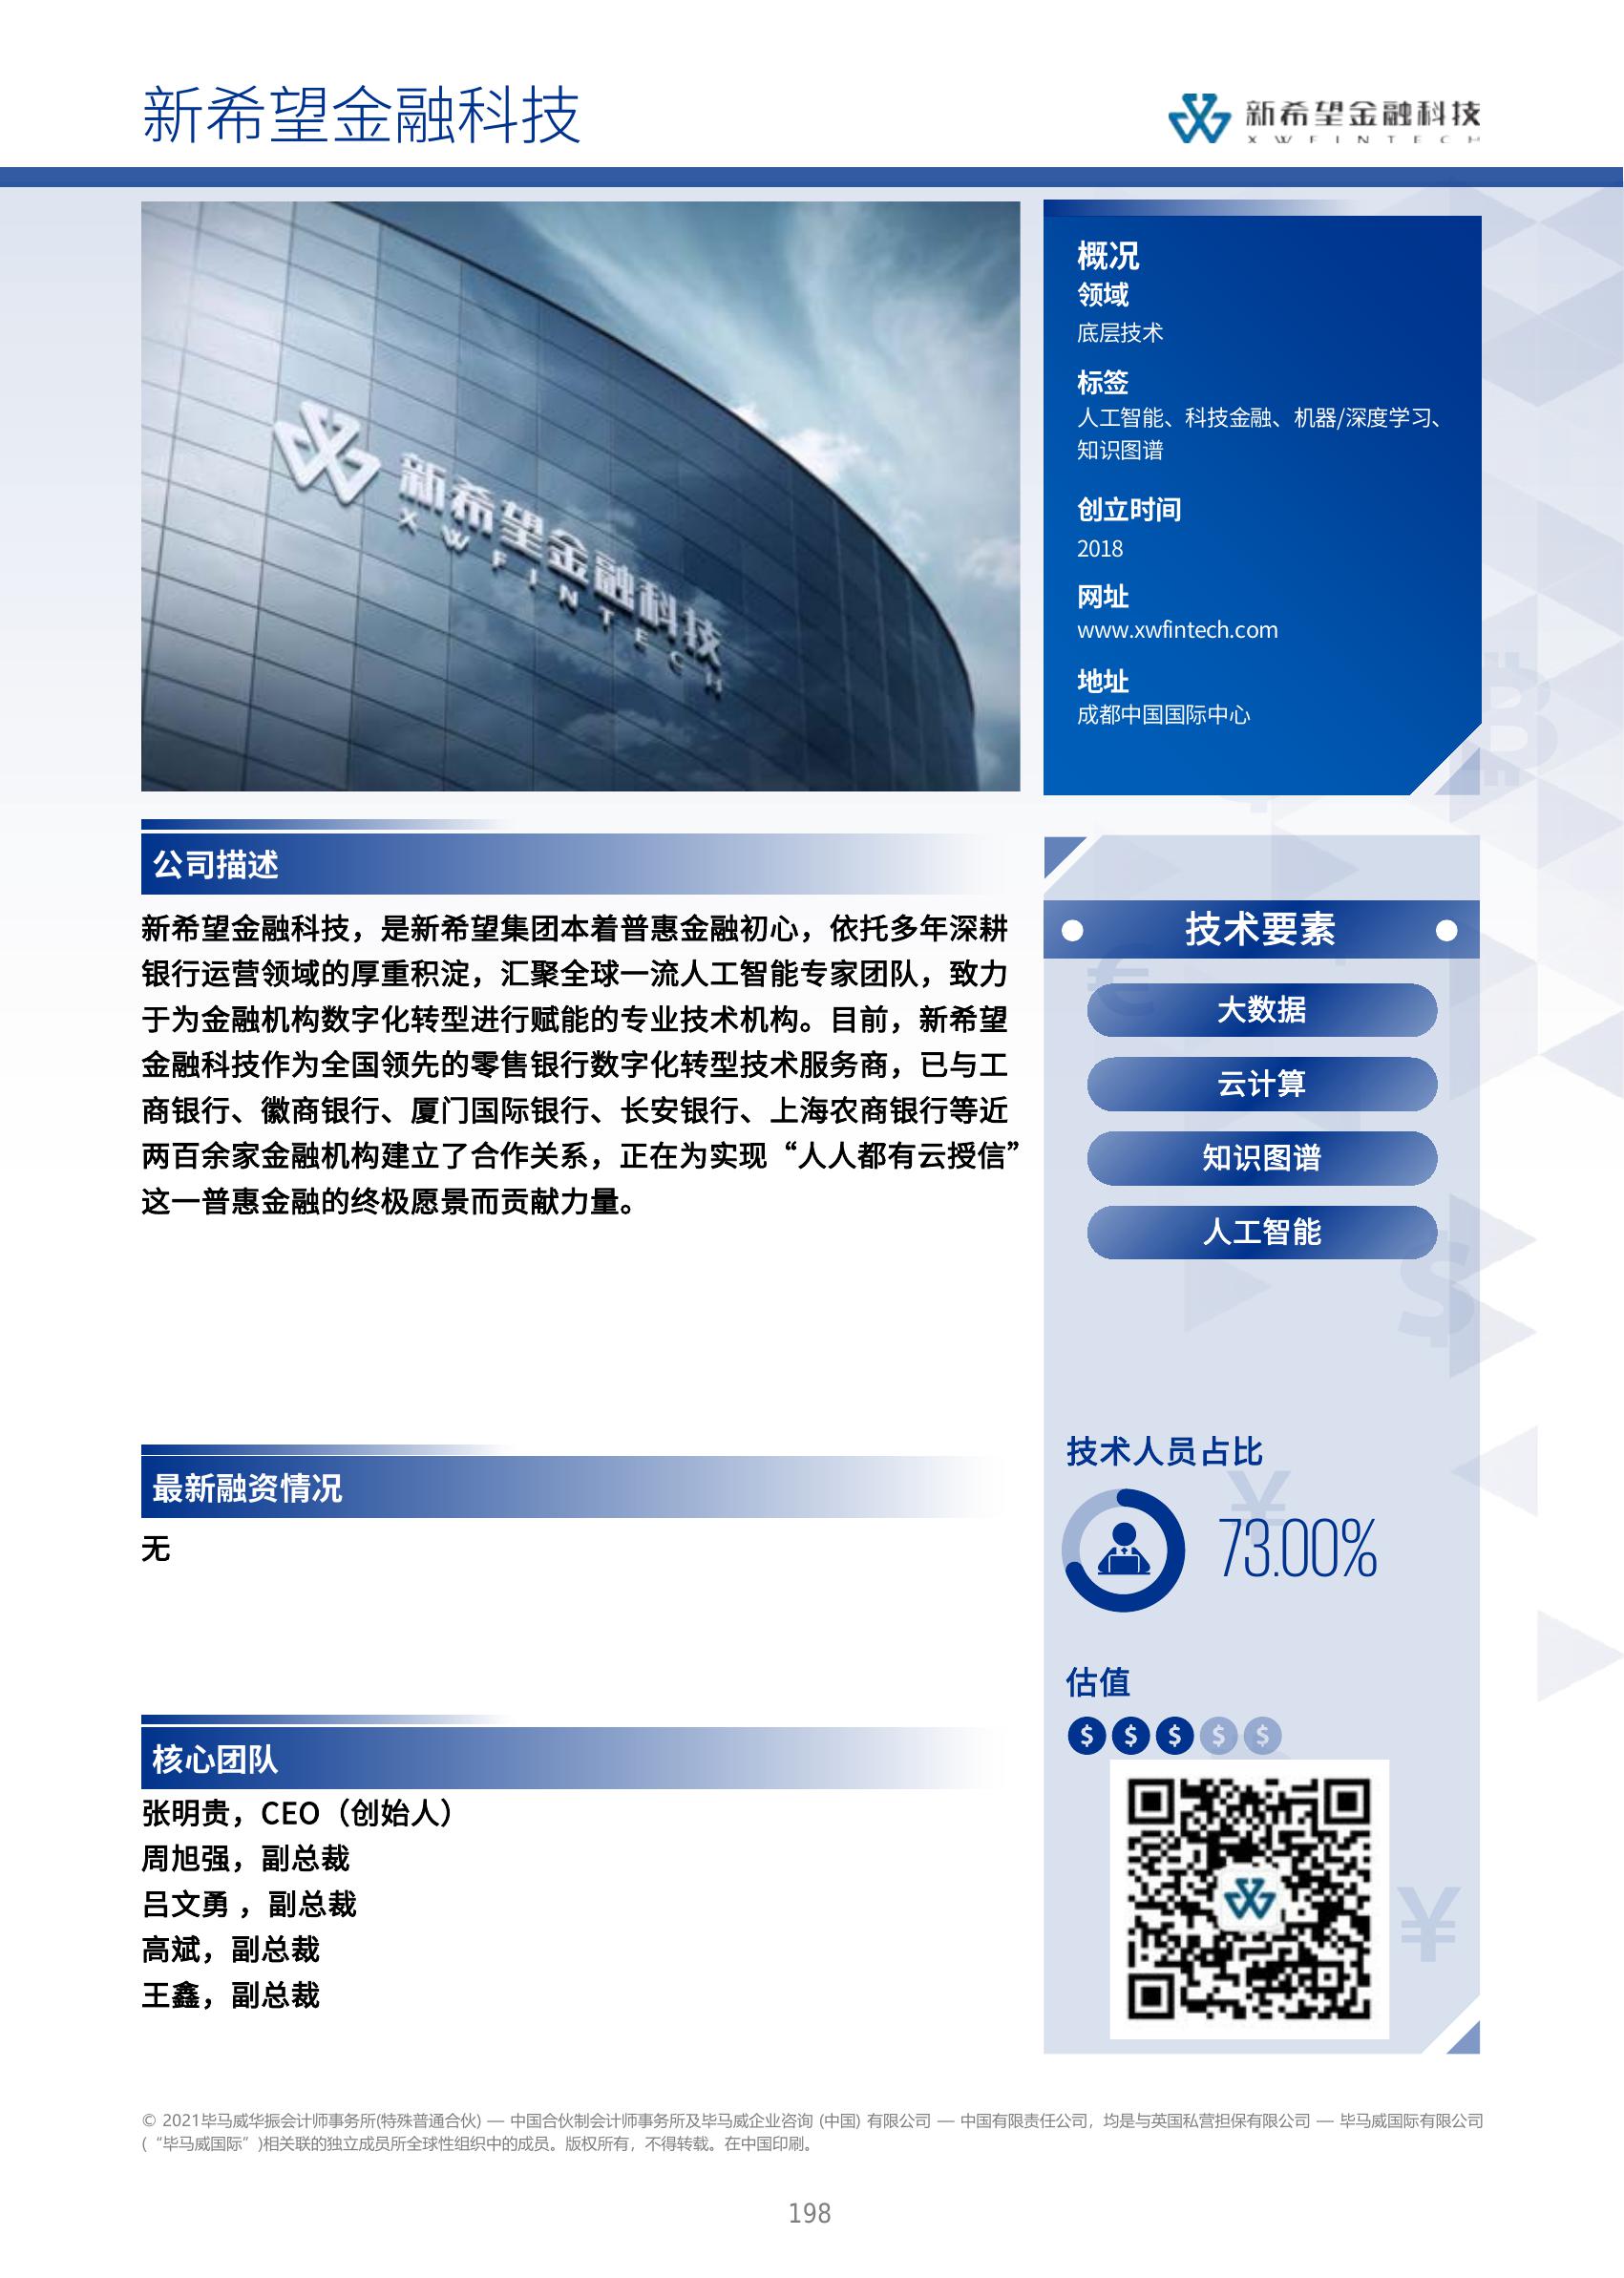 新希望金融科技
新希望金融科技
XWFINTECH
新希望金融科技
XWFINTECH
概况
领域
底层技术
标签
人工智能、科技金融、机器/深度学习、
知识图谱
创立时间
2018
网址
www.xwfintech.com
地址
成都中国国际中心
公司描述
新希望金融科技，是新希望集团本着普惠金融初心，依托多年深耕
银行运营领域的厚重积淀，汇聚全球一流人工智能专家团队，致力
于为金融机构数字化转型进行赋能的专业技术机构。目前，新希望
金融科技作为全国领先的零售银行数字化转型技术服务商，已与工
商银行、徽商银行、厦门国际银行、长安银行、上海农商银行等近
两百余家金融机构建立了合作关系，正在为实现“人人都有云授信”
这一普惠金融的终极愿景而贡献力量。
最新融资情况
无
核心团队
张明贵，CEO（创始人）
周旭强，副总裁
吕文勇 ，副总裁
高斌，副总裁
王鑫，副总裁
技术要素
大数据
云计算
知识图谱
人工智能
技术人员占比
73.00%
估值
$ $ $ $ $
© 2021毕马威华振会计师事务所(特殊普通合伙) — 中国合伙制会计师事务所及毕马威企业咨询 (中国) 有限公司 — 中国有限责任公司，均是与英国私营担保有限公司 — 毕马威国际有限公司
(“毕马威国际”)相关联的独立成员所全球性组织中的成员。版权所有，不得转载。在中国印刷。
198